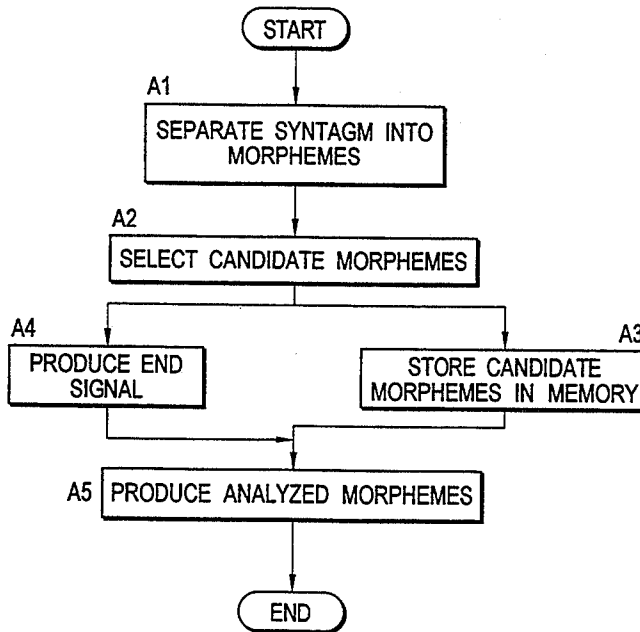 START
A1
SEPARATE SYNTAGM INTO
MORPHEMES
A2
SELECT CANDIDATE MORPHEMES
A4
PRODUCE END
SIGNAL
A3
STORE CANDIDATE
MORPHEMES IN MEMORY
A5
PRODUCE ANALYZED MORPHEMES
END